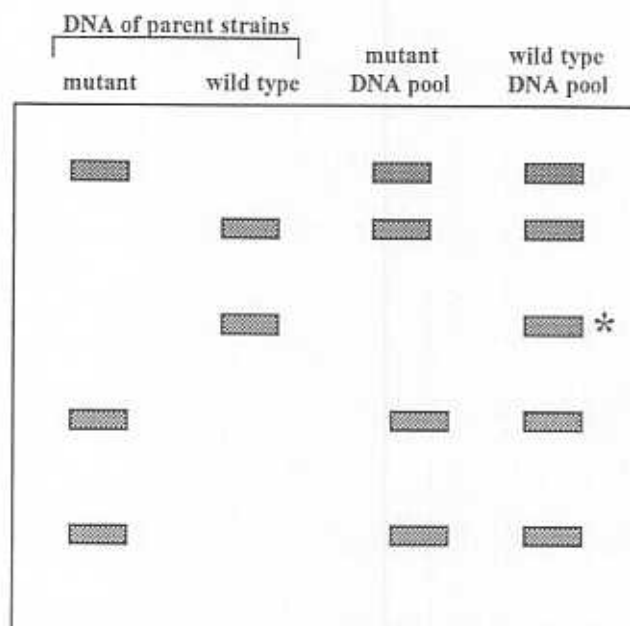 DNA of parent strains
mutant
wild type
mutant
DNA pool
wild type
DNA pool
*